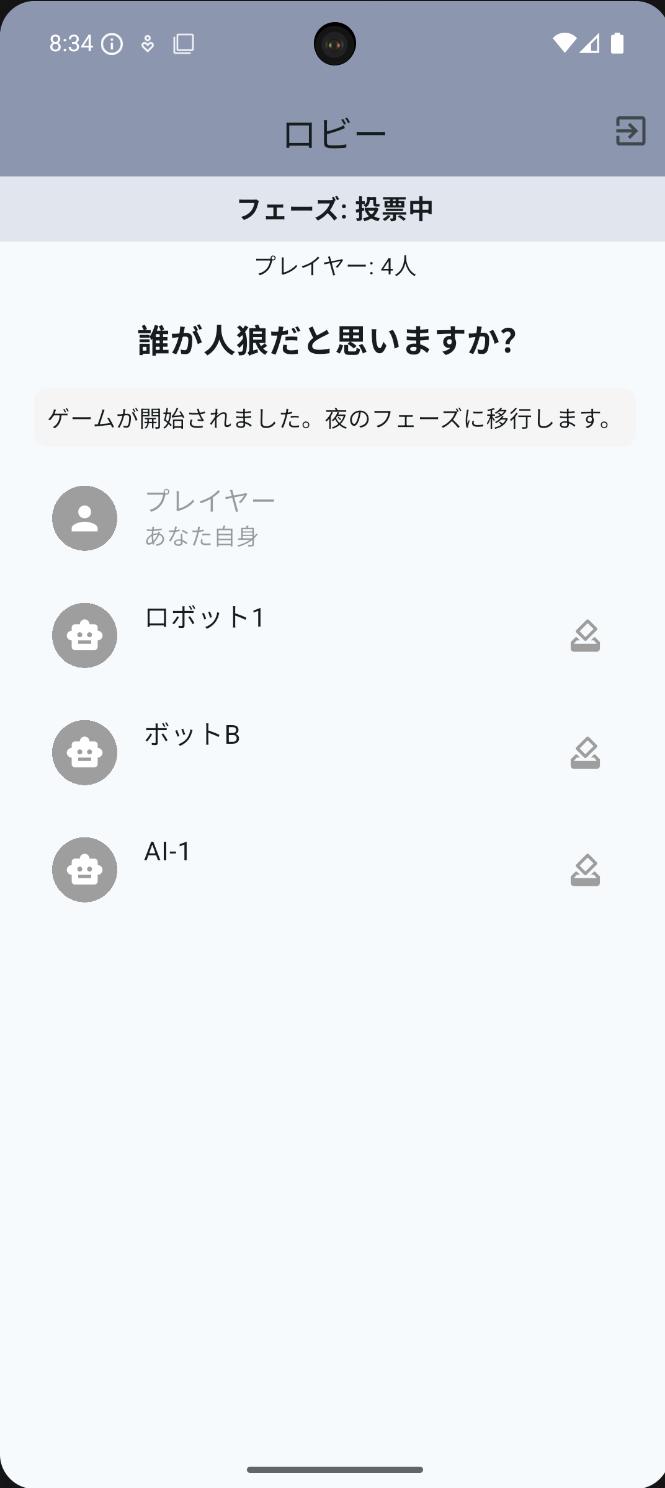 8:34
ロビー
フェーズ: 投票中
プレイヤー: 4人
誰が人狼だと思いますか?
ゲームが開始されました。夜のフェーズに移行します。
プレイヤー
あなた自身
ロボット1
ボットB
AI-1